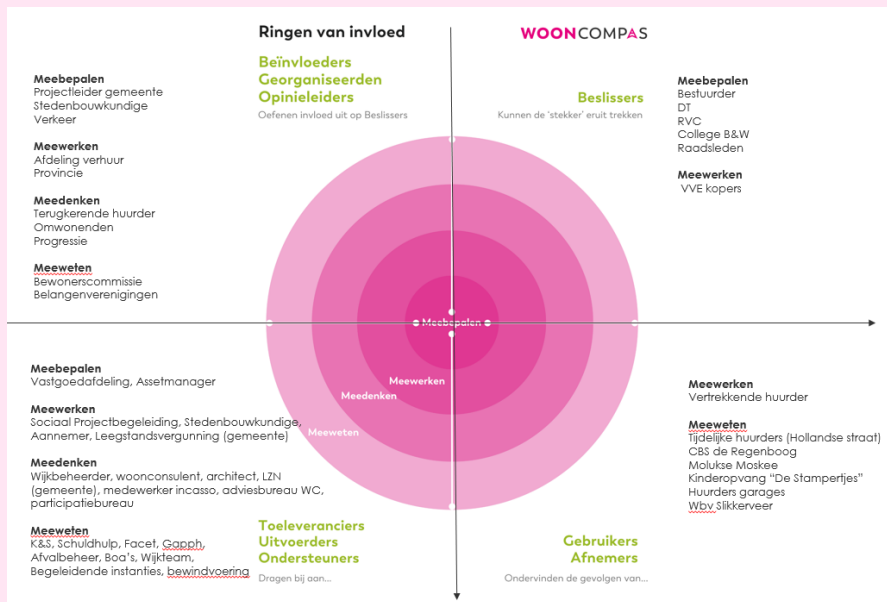 Ringen van invloed
WOONCOMPAS
Beïnvloeders
Georganiseerden
Opinieleiders
Oefenen invloed uit op Beslissers
Beslissers
Kunnen de 'stekker' eruit trekken
Meebepalen
Projectleider gemeente
Stedenbouwkundige
Verkeer
Meewerken
Afdeling verhuur
Provincie
Meedenken
Terugkerende huurder
Omwonenden
Progressie
Meeweten
Bewonerscommissie
Belangenverenigingen
Meebepalen
Bestuurder
DT
RVC
College B&W
Raadsleden
Meewerken
VVE kopers
Meebepalen
Meewerken
Meedenken
Meeweten
Meebepalen
Vastgoedafdeling, Assetmanager
Meewerken
Sociaal Projectbegeleiding, Stedenbouwkundige,
Aannemer, Leegstandsvergunning (gemeente)
Meedenken
Wijkbeheerder, woonconsulent, architect, LZN
(gemeente), medewerker incasso, adviesbureau WC,
participatiebureau
Meeweten
K&S, Schuldhulp, Facet, Gapph,
Afvalbeheer, Boa's, Wijkteam,
Begeleidende instanties, bewindvoering
Toeleveranciers
Uitvoerders
Ondersteuners
Dragen bij aan...
Meewerken
Vertrekkende huurder
Meeweten
Tijdelijke huurders (Hollandse straat)
CBS de Regenboog
Molukse Moskee
Kinderopvang "De Stampertjes"
Huurders garages
Wbv Slikkerveer
Gebruikers
Afnemers
Ondervinden de gevolgen van...